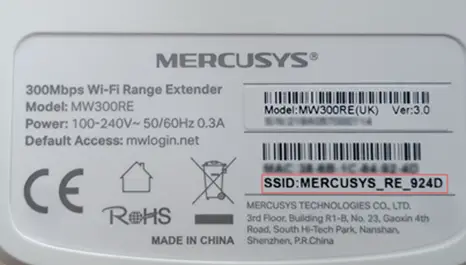 MERCUSYS®
300Mbps Wi-Fi Range Extender
Model: MW300RE
Power: 100-240V~ 50/60Hz 0.3A
Default Access: mwlogin.net
Model:MW300RE(UK) Ver:3.0
SSID:MERCUSYS_RE_924D
CE
RoHS
MADE IN CHINA
MERCUSYS TECHNOLOGIES CO., LTD.
3rd Floor, Building R1-B, No. 23, Gaoxin 4th
Road, South Hi-Tech Park, Nanshan,
Shenzhen, P.R.China